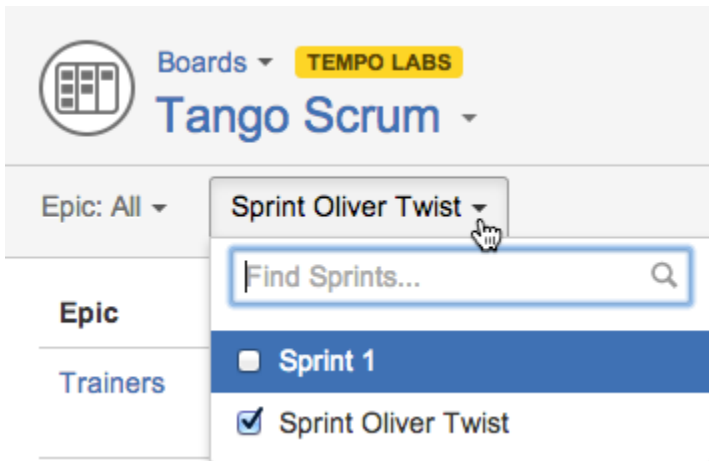 Boards TEMPO LABS
Tango Scrum
Epic: All Sprint Oliver Twist
Find Sprints...
Epic
Sprint 1
Trainers
Sprint Oliver Twist